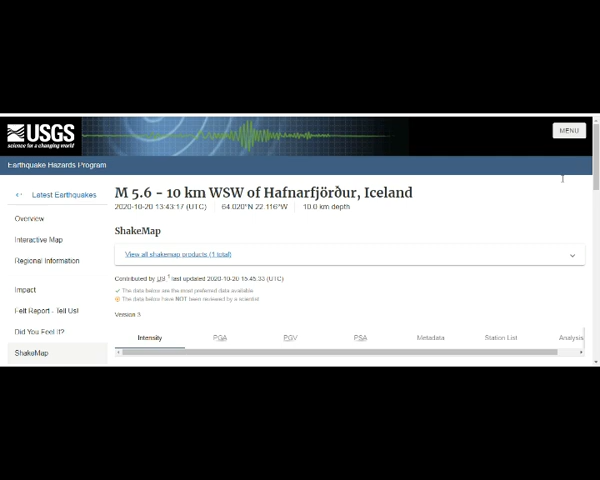 USGS
science for a changing world
MENU
Earthquake Hazards Program
Latest Earthquakes
Overview
Interactive Map
Regional Information
Impact
Felt Report - Tell Us!
Did You Feel It?
ShakeMap
M 5.6 - 10 km WSW of Hafnarfjörður, Iceland
2020-10-20 13:43:17 (UTC) 64.020°N 22.116°W 10.0 km depth
ShakeMap
View all shakemap products (1 total)
Contributed by US 1 last updated 2020-10-20 15:45:33 (UTC)
The data below are the most preferred data available
The data below have NOT been reviewed by a scientist
Version 3
Intensity PGA PGV PSA Metadata Station List Analysis